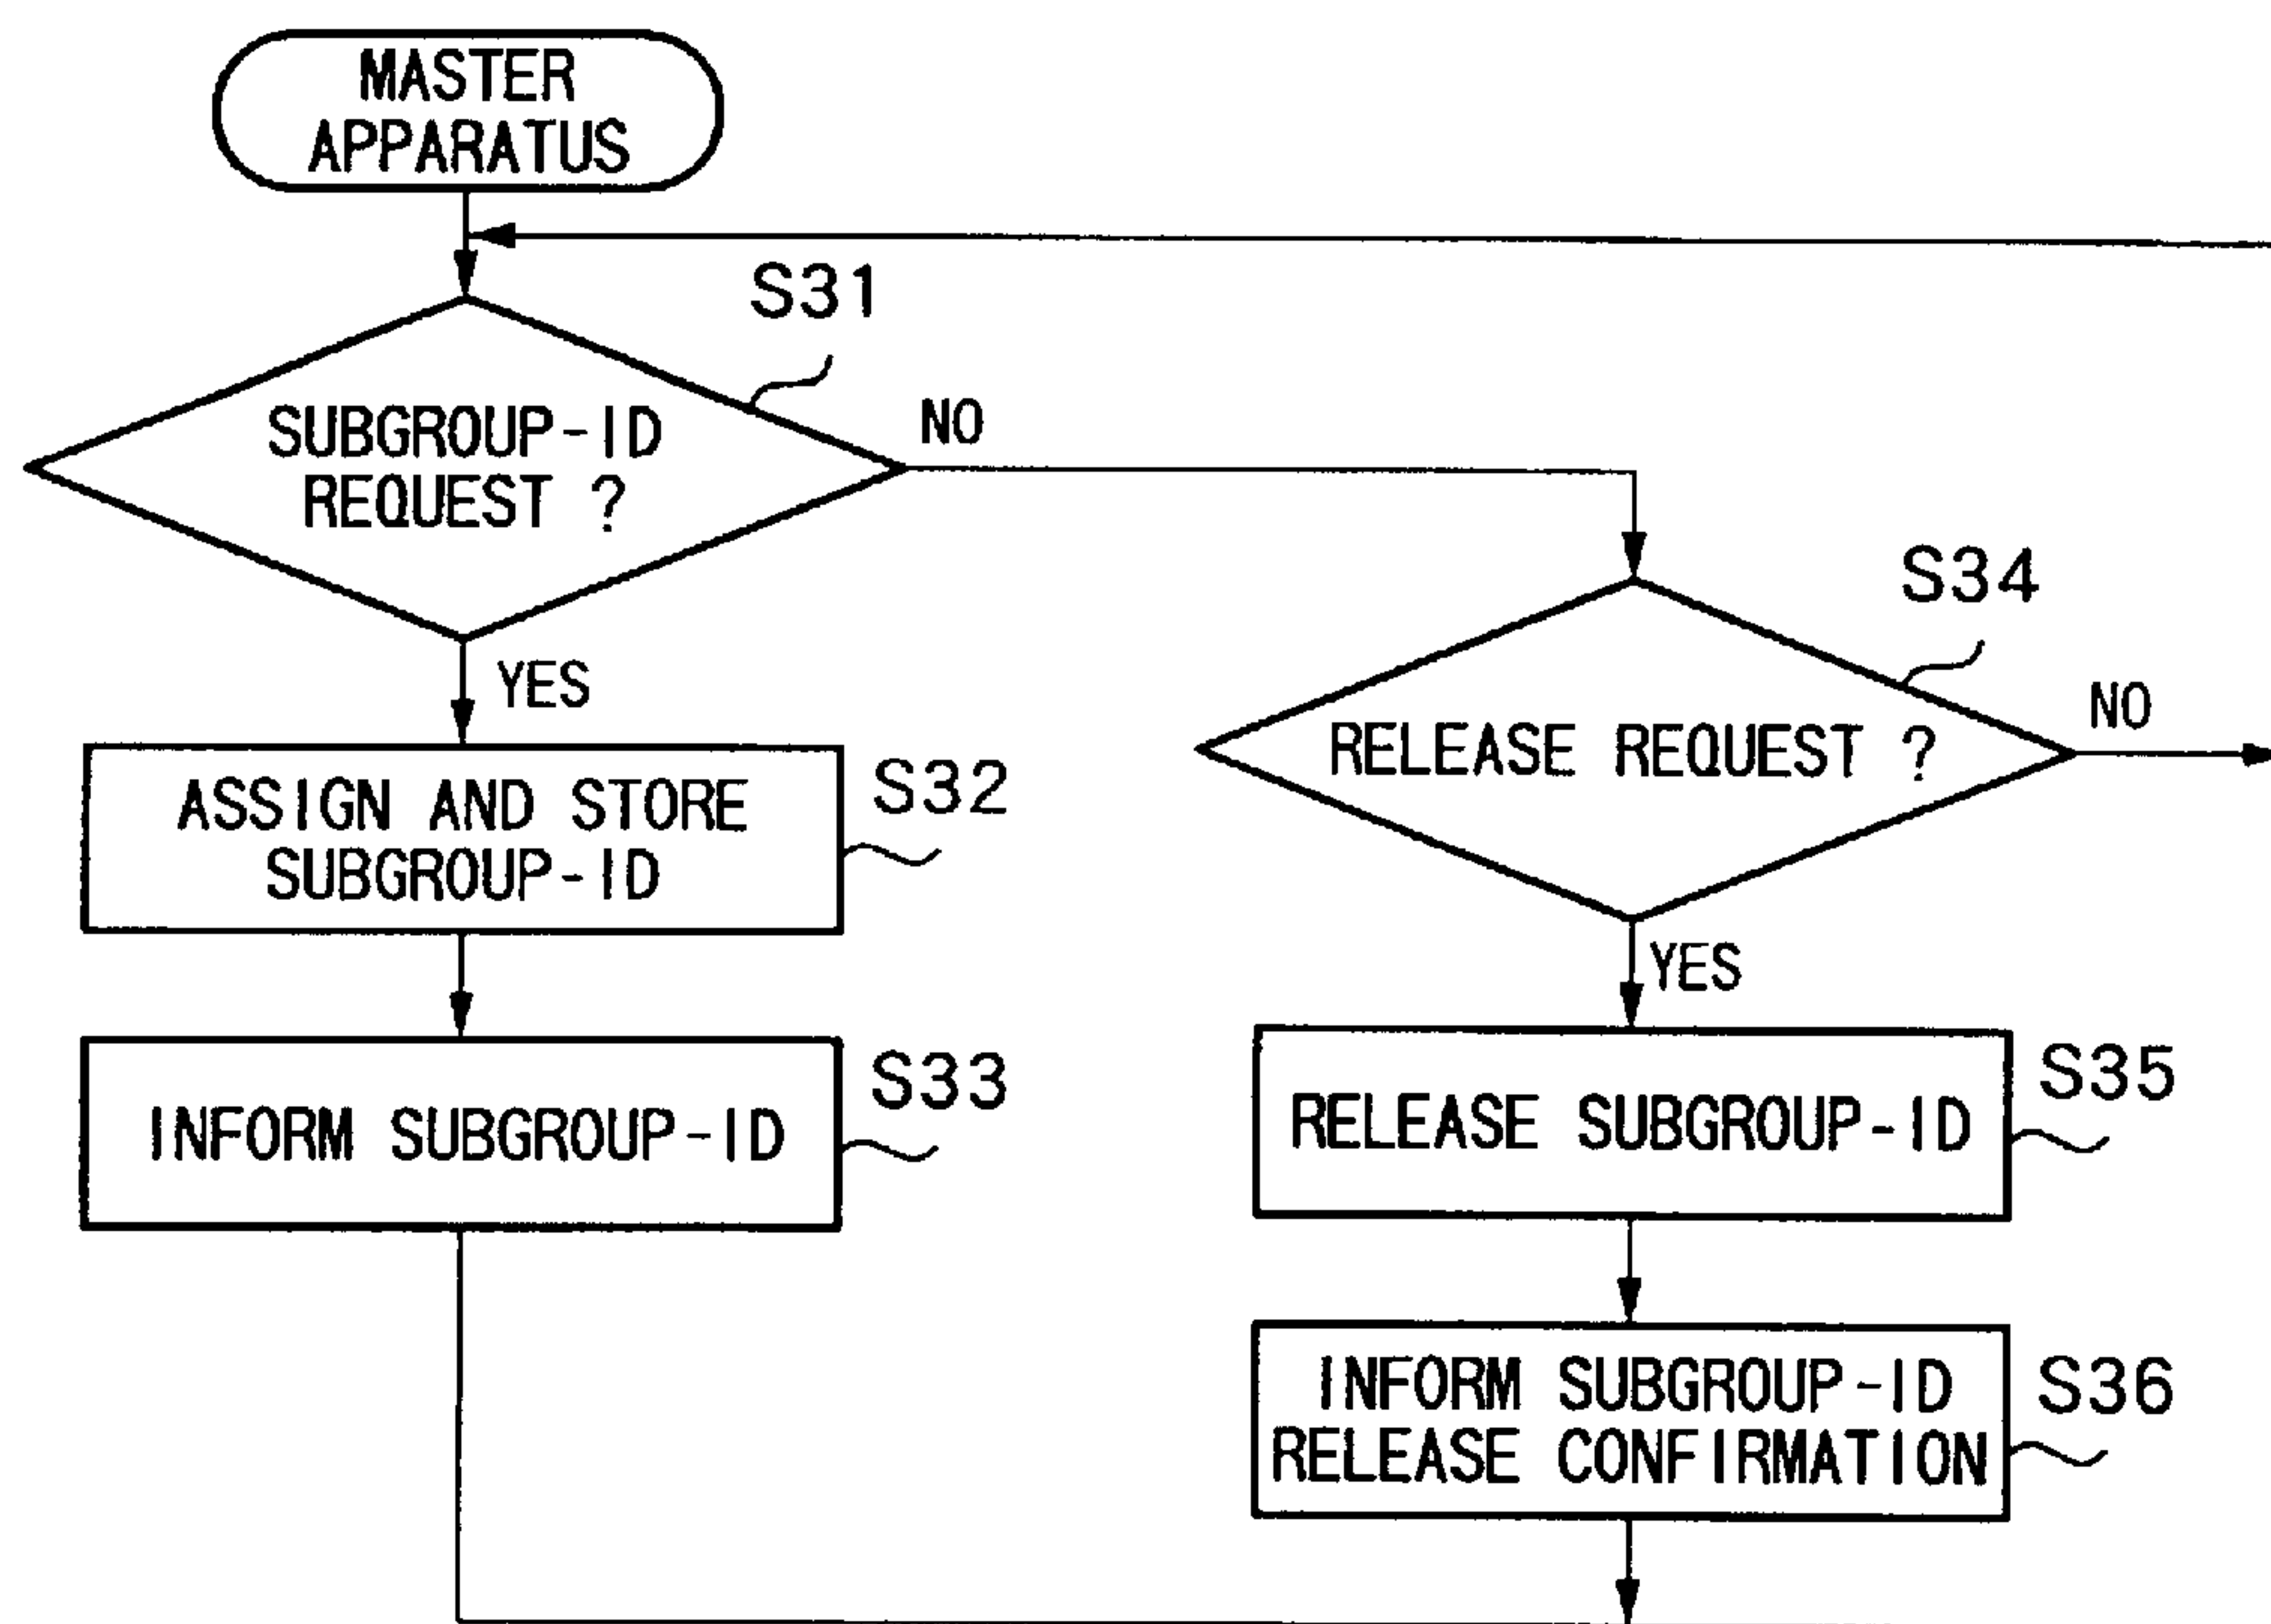 MASTER
APPARATUS
S31
SUBGROUP-ID
REQUEST ?
NO
YES
S32
ASSIGN AND STORE
SUBGROUP-ID
S33
INFORM SUBGROUP-ID
S34
RELEASE REQUEST ?
NO
YES
S35
RELEASE SUBGROUP-ID
S36
INFORM SUBGROUP-ID
RELEASE CONFIRMATION